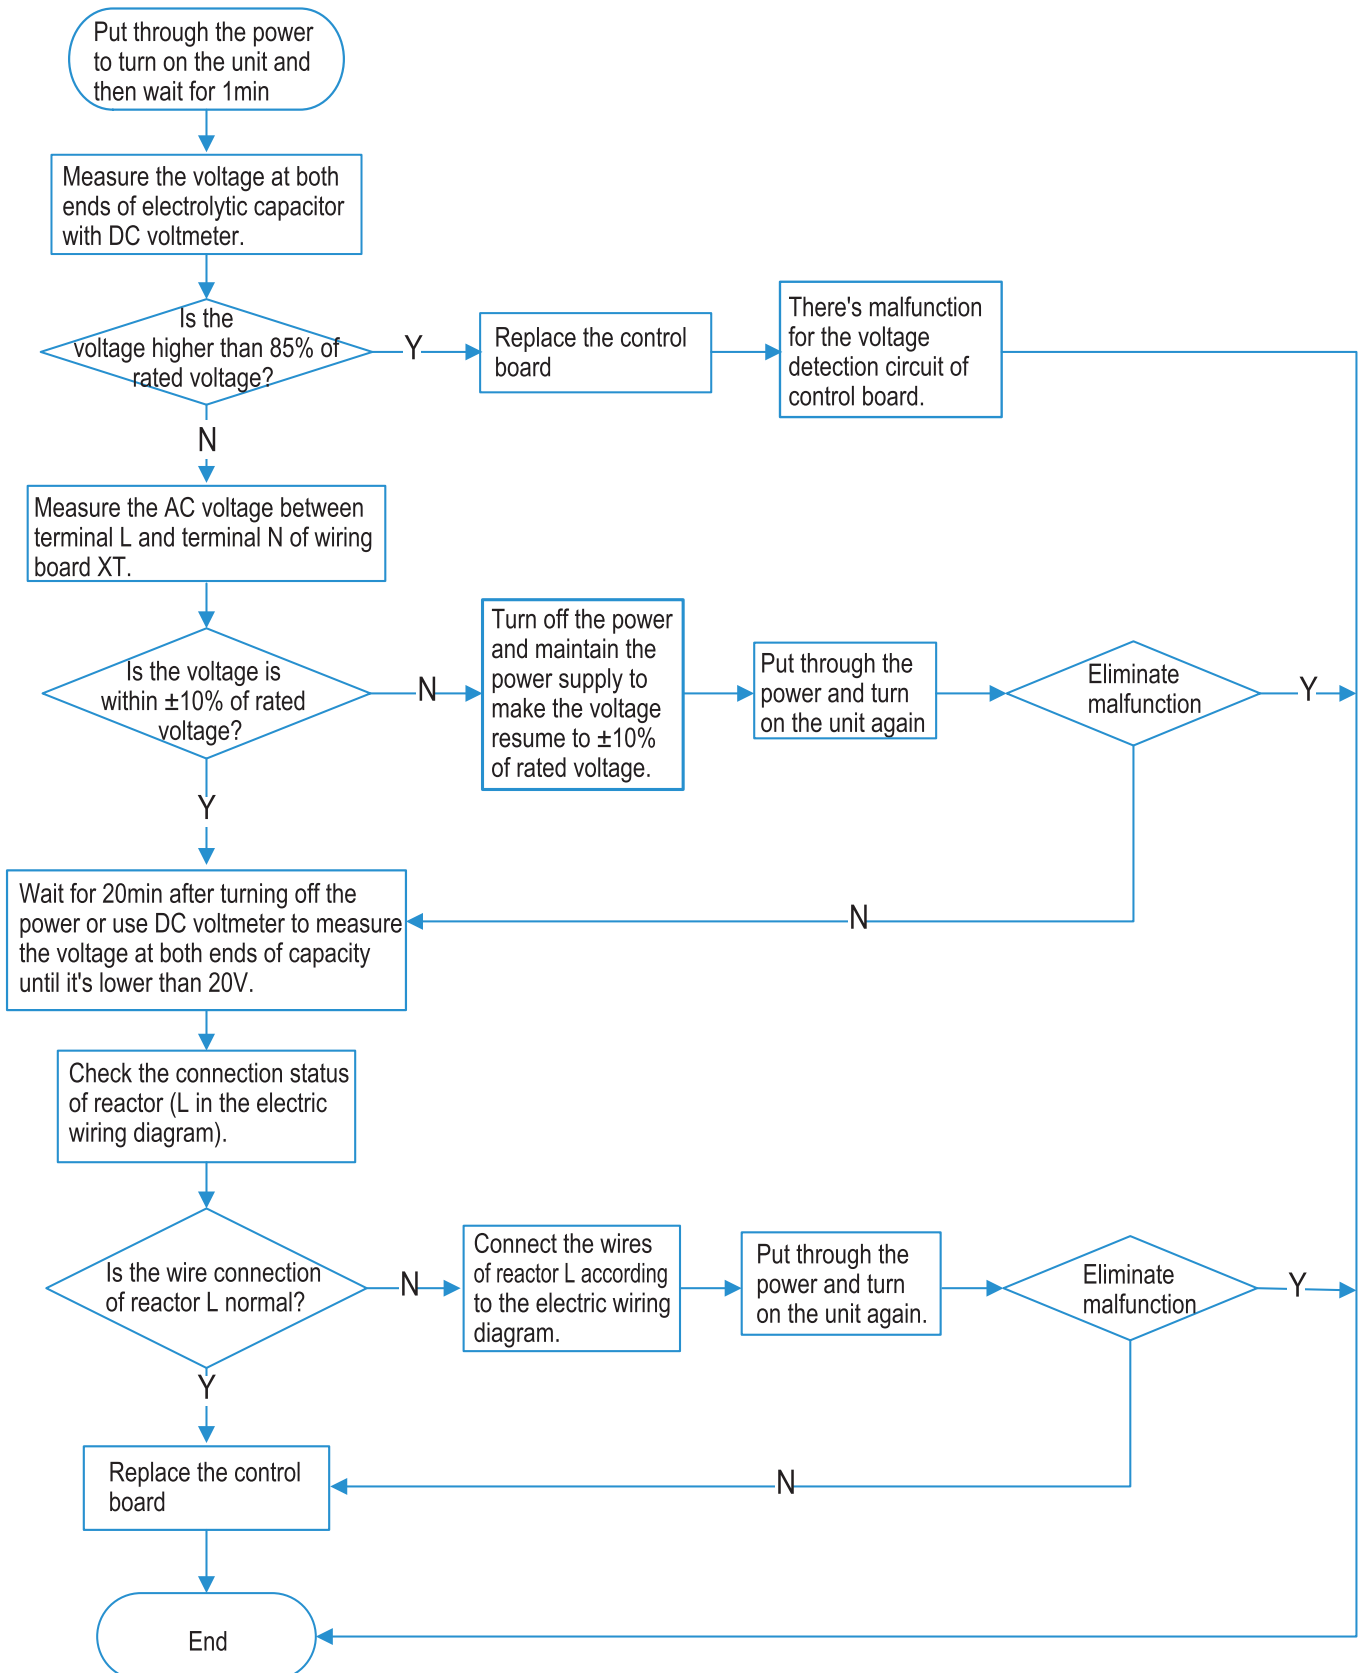 Put through the power
to turn on the unit and
then wait for 1min
Measure the voltage at both
ends of electrolytic capacitor
with DC voltmeter.
Is the
voltage higher than 85% of
rated voltage?
Y
Replace the control
board
There's malfunction
for the voltage
detection circuit of
control board.
N
Measure the AC voltage between
terminal L and terminal N of wiring
board XT.
Is the voltage is
within ±10% of rated
voltage?
N
Turn off the power
and maintain the
power supply to
make the voltage
resume to ±10%
of rated voltage.
Put through the
power and turn
on the unit again
Eliminate
malfunction
Y
Y
N
Wait for 20min after turning off the
power or use DC voltmeter to measure
the voltage at both ends of capacity
until it's lower than 20V.
Check the connection status
of reactor (L in the electric
wiring diagram).
Is the wire connection
of reactor L normal?
N
Connect the wires
of reactor L according
to the electric wiring
diagram.
Put through the
power and turn
on the unit again.
Eliminate
malfunction
Y
Y
N
Replace the control
board
End